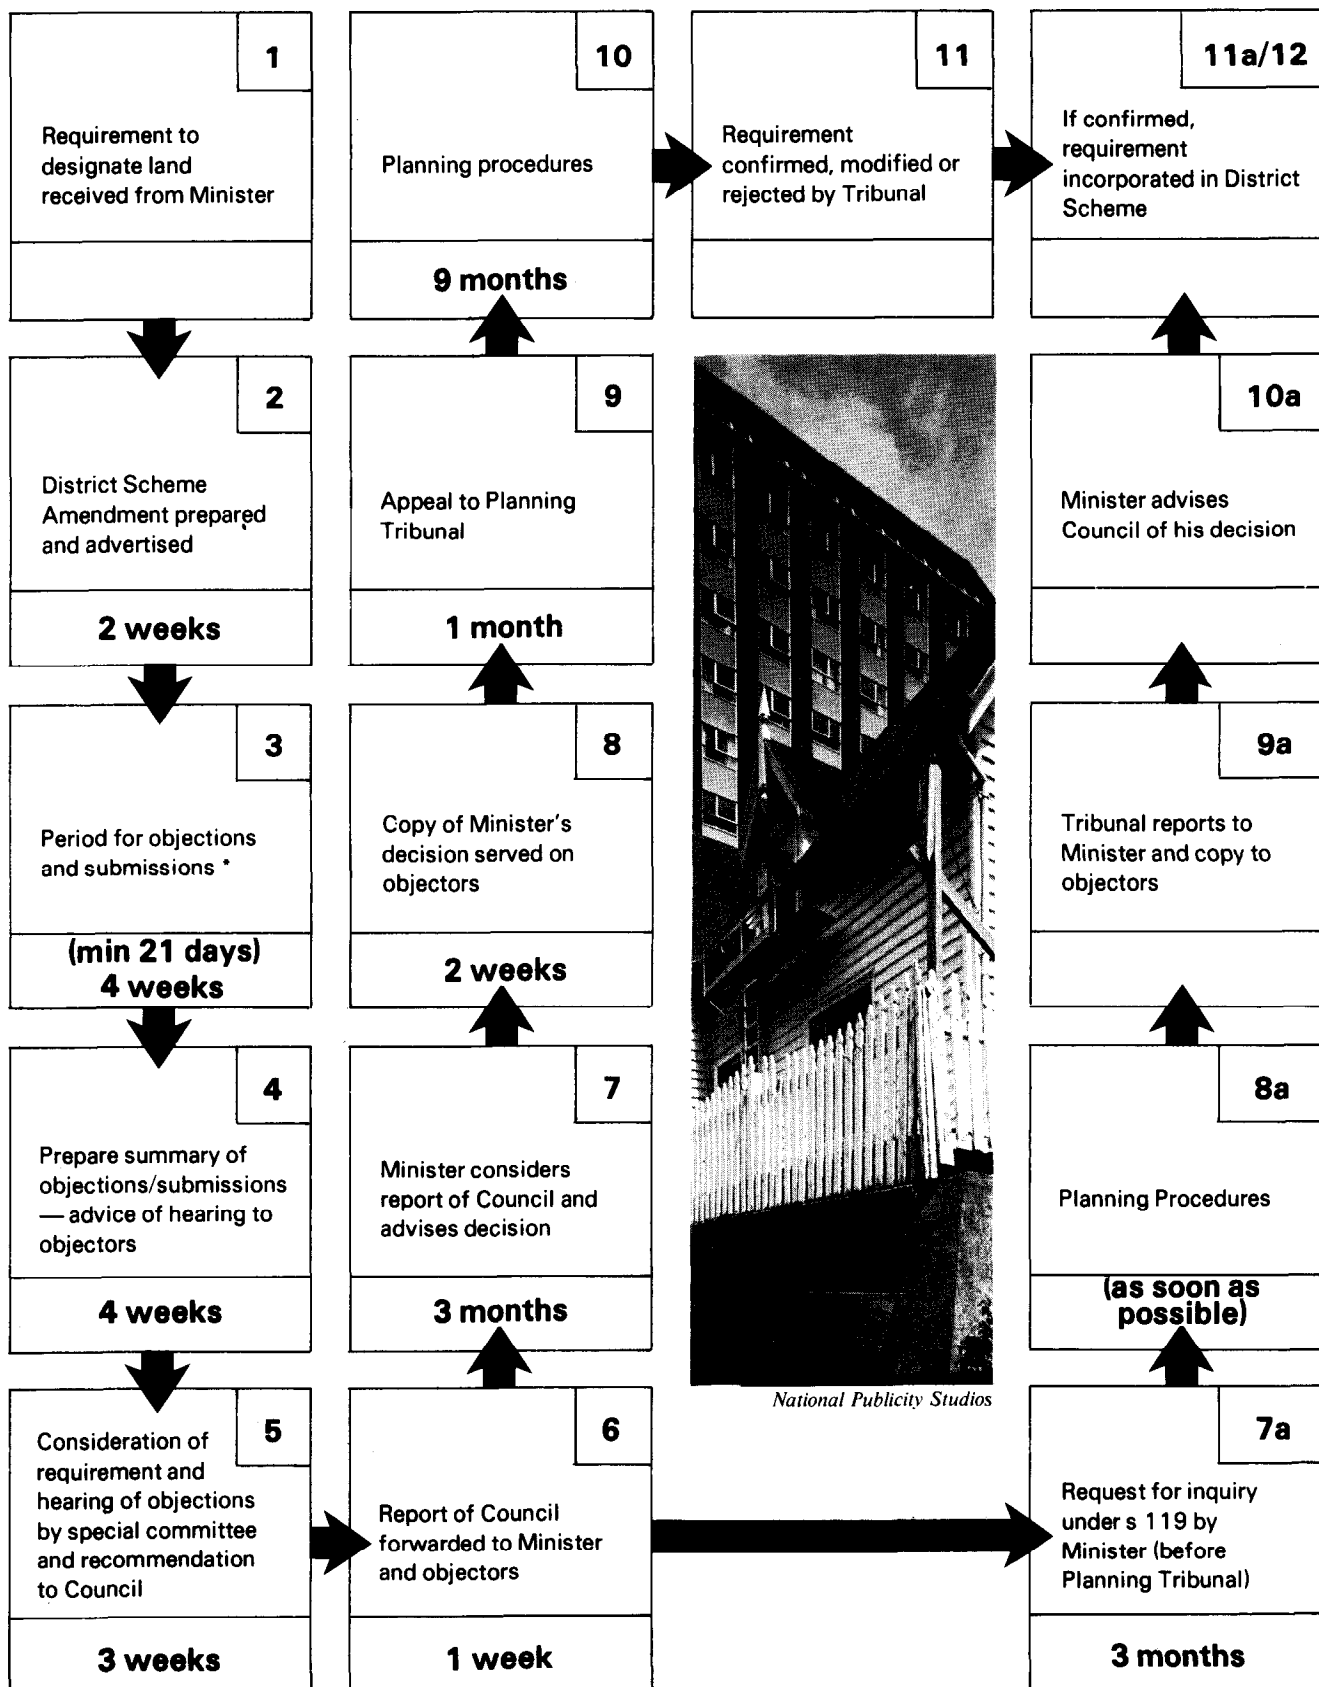 1
Requirement to
designate land
received from Minister
2
District Scheme
Amendment prepared
and advertised
2 weeks
3
Period for objections
and submissions *
(min 21 days)
4 weeks
4
Prepare summary of
objections/submissions
— advice of hearing to
objectors
4 weeks
5
Consideration of
requirement and
hearing of objections
by special committee
and recommendation
to Council
3 weeks
6
Report of Council
forwarded to Minister
and objectors
1 week
7
Minister considers
report of Council and
advises decision
3 months
8
Copy of Minister's
decision served on
objectors
2 weeks
9
Appeal to Planning
Tribunal
1 month
10
Planning procedures
9 months
11
Requirement
confirmed, modified or
rejected by Tribunal
11a/12
If confirmed,
requirement
incorporated in District
Scheme
10a
Minister advises
Council of his decision
9a
Tribunal reports to
Minister and copy to
objectors
8a
Planning Procedures
(as soon as
possible)
7a
Request for inquiry
under s 119 by
Minister (before
Planning Tribunal)
3 months
National Publicity Studios